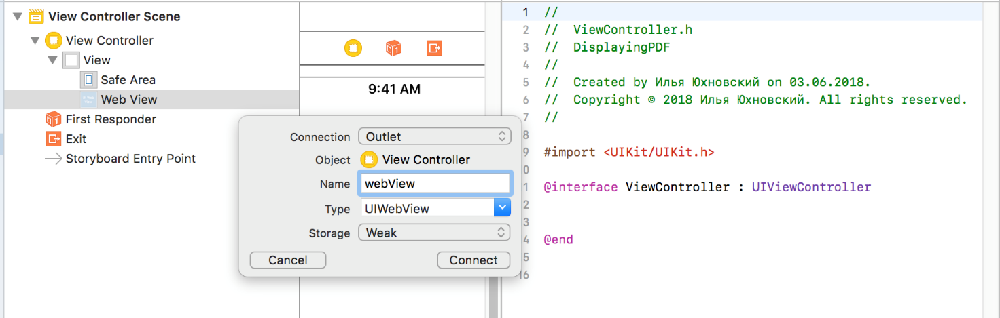 View Controller Scene
View Controller
View
Safe Area
Web View
First Responder
Exit
Storyboard Entry Point
9:41 AM
Connection Outlet
Object View Controller
Name webView
Type UIWebView
Storage Weak
Cancel Connect
1 //
2 // ViewController.h
3 // DisplayingPDF
4 //
5 // Created by Илья Юхновский on 03.06.2018.
6 // Copyright © 2018 Илья Юхновский. All rights reserved.
7 //
8
9 #import <UIKit/UIKit.h>
0
1 @interface ViewController : UIViewController
2
3
4 @end
5
16